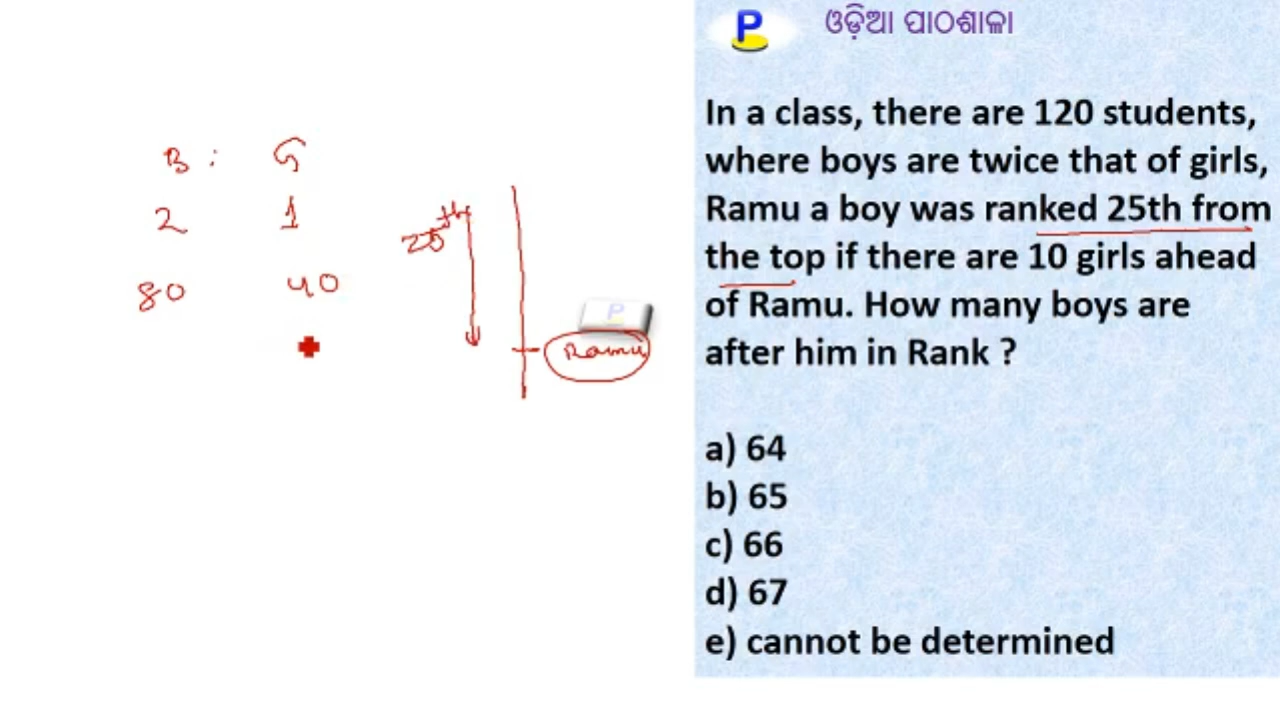 P
ଓଡ଼ିଆ ପାଠଶାଳା
In a class, there are 120 students,
where boys are twice that of girls,
Ramu a boy was ranked 25th from
the top if there are 10 girls ahead
of Ramu. How many boys are
after him in Rank ?
a) 64
b) 65
c) 66
d) 67
e) cannot be determined
B : G
2 1
80 40
25th
P
Ramu